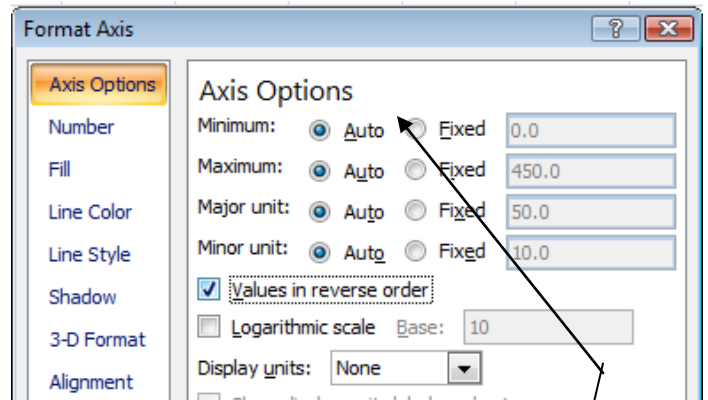 Format Axis
Axis Options
Number
Fill
Line Color
Line Style
Shadow
3-D Format
Alignment
Axis Options
Minimum: Auto Fixed 0.0
Maximum: Auto Fixed 450.0
Major unit: Auto Fixed 50.0
Minor unit: Auto Fixed 10.0
Values in reverse order
Logarithmic scale Base: 10
Display units: None